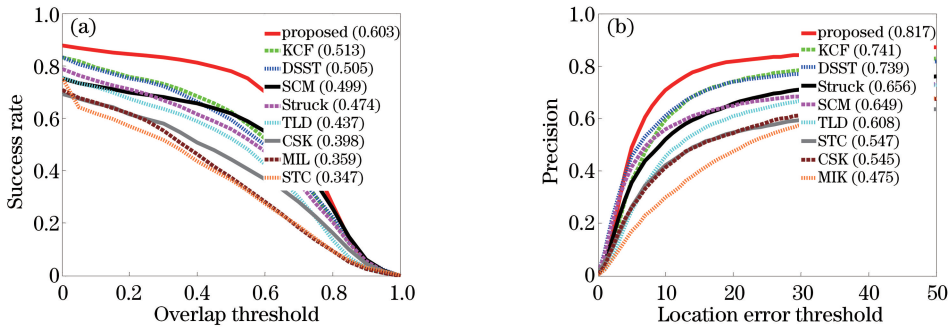 (a)
proposed (0.603)
KCF (0.513)
DSST (0.505)
SCM (0.499)
Struck (0.474)
TLD (0.437)
CSK (0.398)
MIL (0.359)
STC (0.347)
Success rate
1.0
0.8
0.6
0.4
0.2
0
0.2
0.4
0.6
0.8
1.0
Overlap threshold
(b)
proposed (0.817)
KCF (0.741)
DSST (0.739)
Struck (0.656)
SCM (0.649)
TLD (0.608)
STC (0.547)
CSK (0.545)
MIK (0.475)
Precision
1.0
0.8
0.6
0.4
0.2
0
0
10
20
30
40
50
Location error threshold